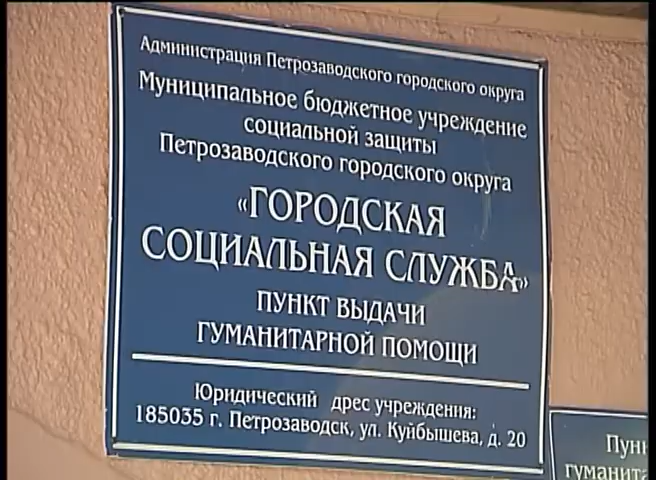 Администрация Петрозаводского городского округа
Муниципальное бюджетное учреждение
социальной защиты
Петрозаводского городского округа
«ГОРОДСКАЯ
СОЦИАЛЬНАЯ СЛУЖБА»
ПУНКТ ВЫДАЧИ
ГУМАНИТАРНОЙ ПОМОЩИ
Юридический дрес учреждения:
185035 г. Петрозаводск, ул. Куйбышева, д. 20